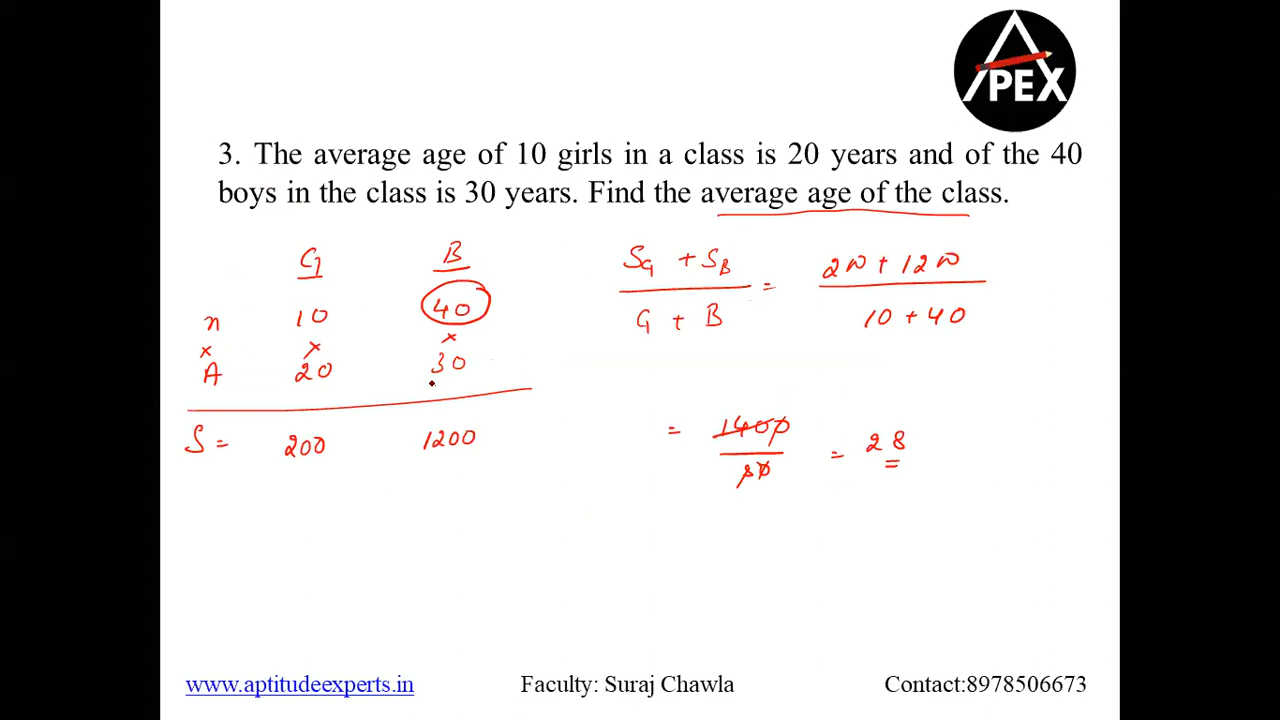 APEX
3. The average age of 10 girls in a class is 20 years and of the 40
boys in the class is 30 years. Find the average age of the class.
G B
n 10 40
× × ×
A 20 30
S = 200 1200
S_G + S_B / G + B = 200 + 1200 / 10 + 40
= 1400 / 50 = 28
www.aptitudeexperts.in Faculty: Suraj Chawla Contact:8978506673